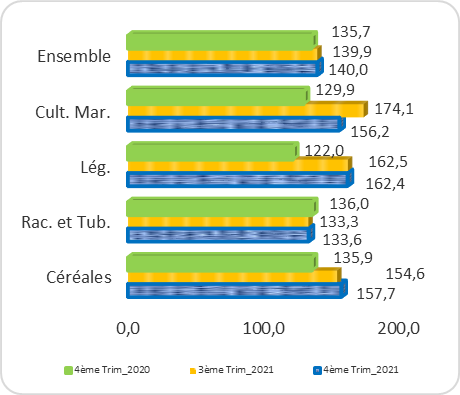 Ensemble
135,7
139,9
140,0
Cult. Mar.
129,9
174,1
156,2
Lég.
122,0
162,5
162,4
Rac. et Tub.
136,0
133,3
133,6
Céréales
135,9
154,6
157,7
0,0 100,0 200,0
4ème Trim_2020 3ème Trim_2021 4ème Trim_2021